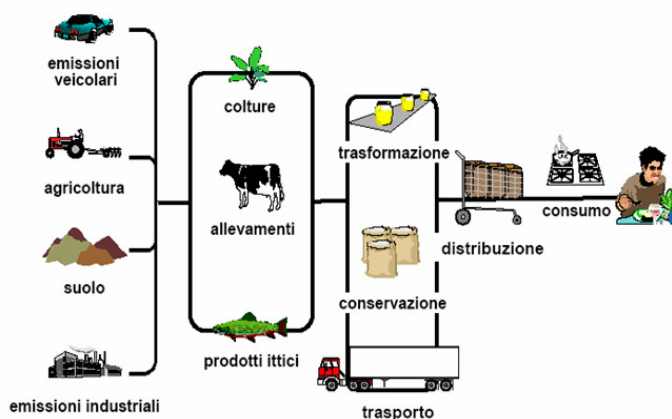 emissioni
veicolari
agricoltura
suolo
emissioni industriali
colture
allevamenti
prodotti ittici
trasformazione
conservazione
trasporto
distribuzione
consumo